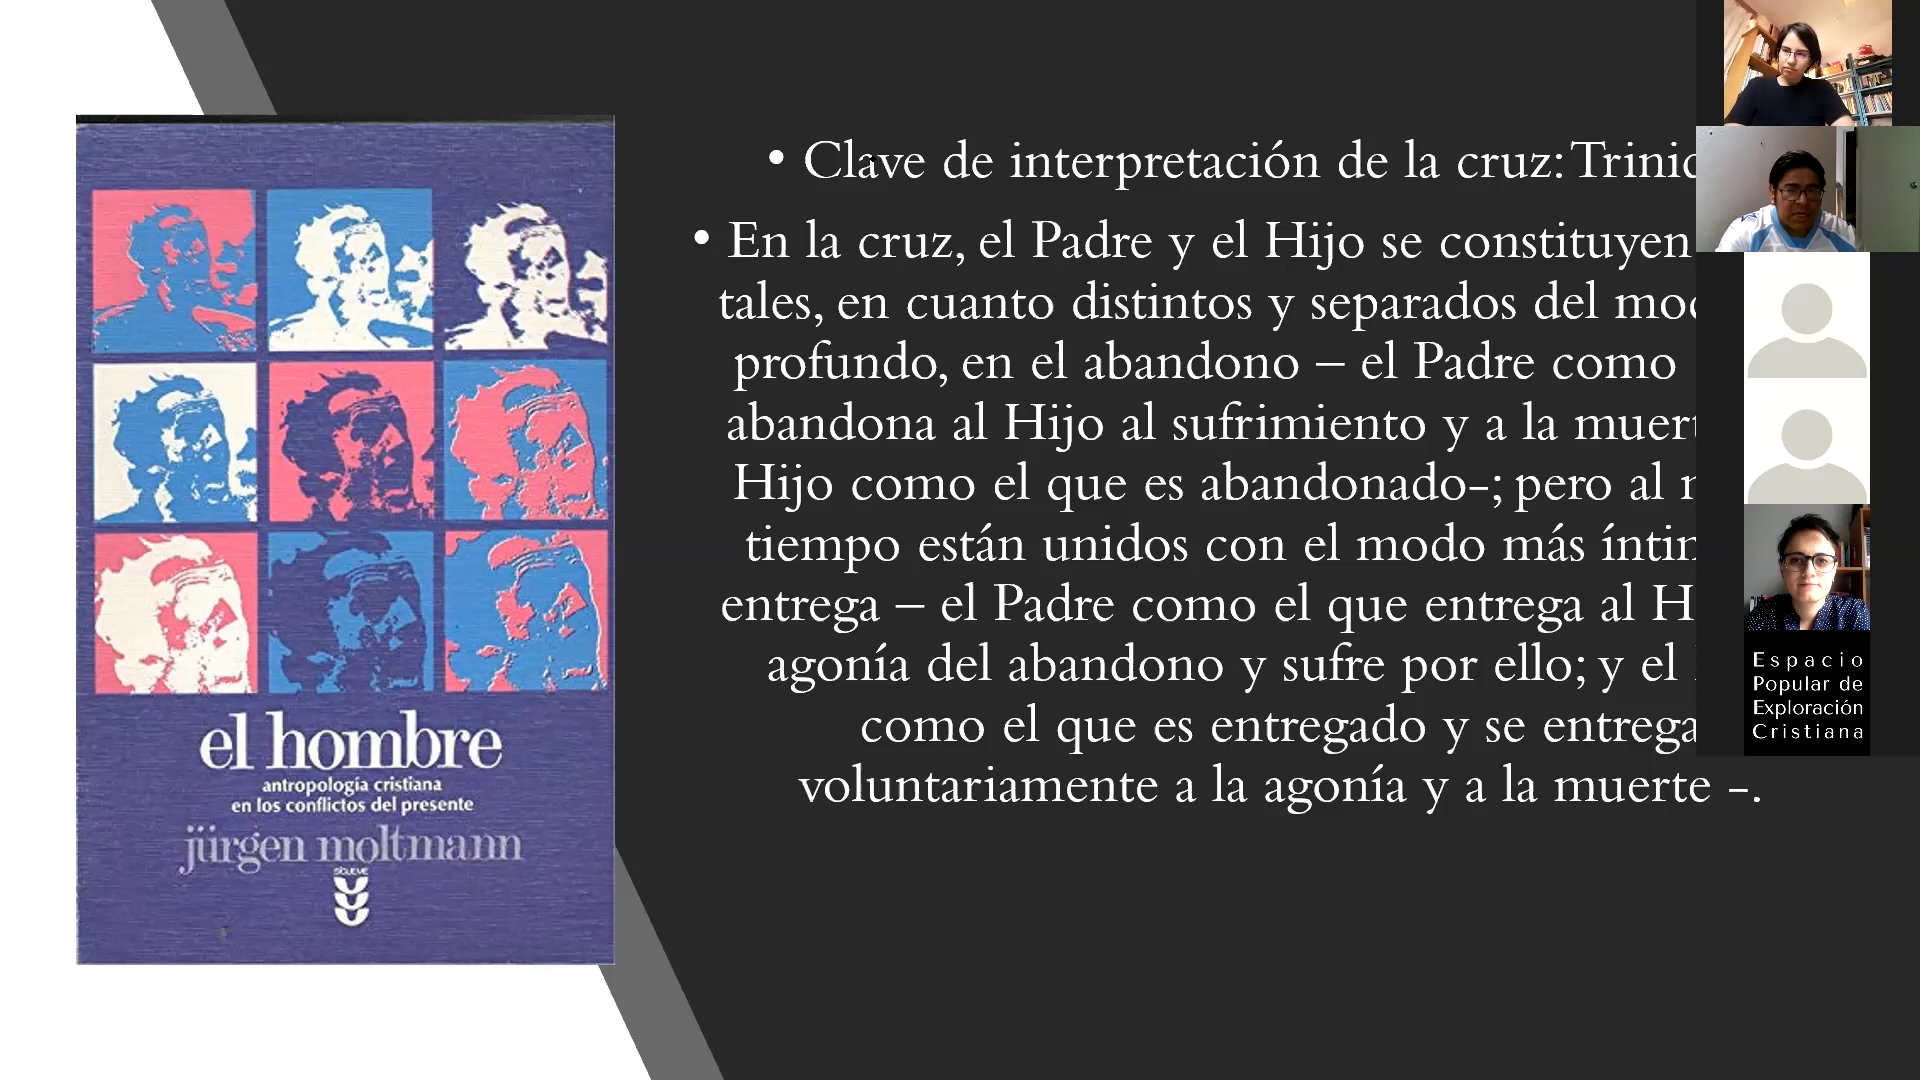 • Clave de interpretación de la cruz: Trinid
• En la cruz, el Padre y el Hijo se constituyen
tales, en cuanto distintos y separados del
profundo, en el abandono – el Padre como
abandona al Hijo al sufrimiento y a la
Hijo como el que es abandonado-; pero al
tiempo están unidos con el modo más
entrega – el Padre como el que entrega al
agonía del abandono y sufre por ello; y el
como el que es entregado y se entrega
voluntariamente a la agonía y a la muerte -.
el hombre
antropología cristiana
en los conflictos del presente
jürgen moltmann
SÍGUEME
Espacio
Popular de
Exploración
Cristiana